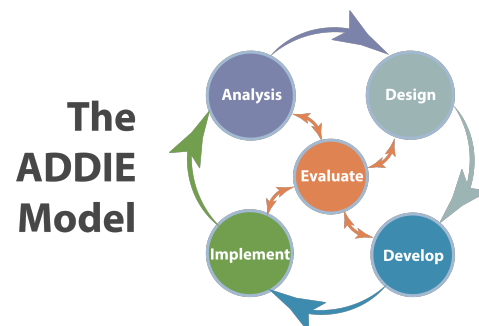 The
ADDIE
Model
Analysis
Design
Evaluate
Implement
Develop